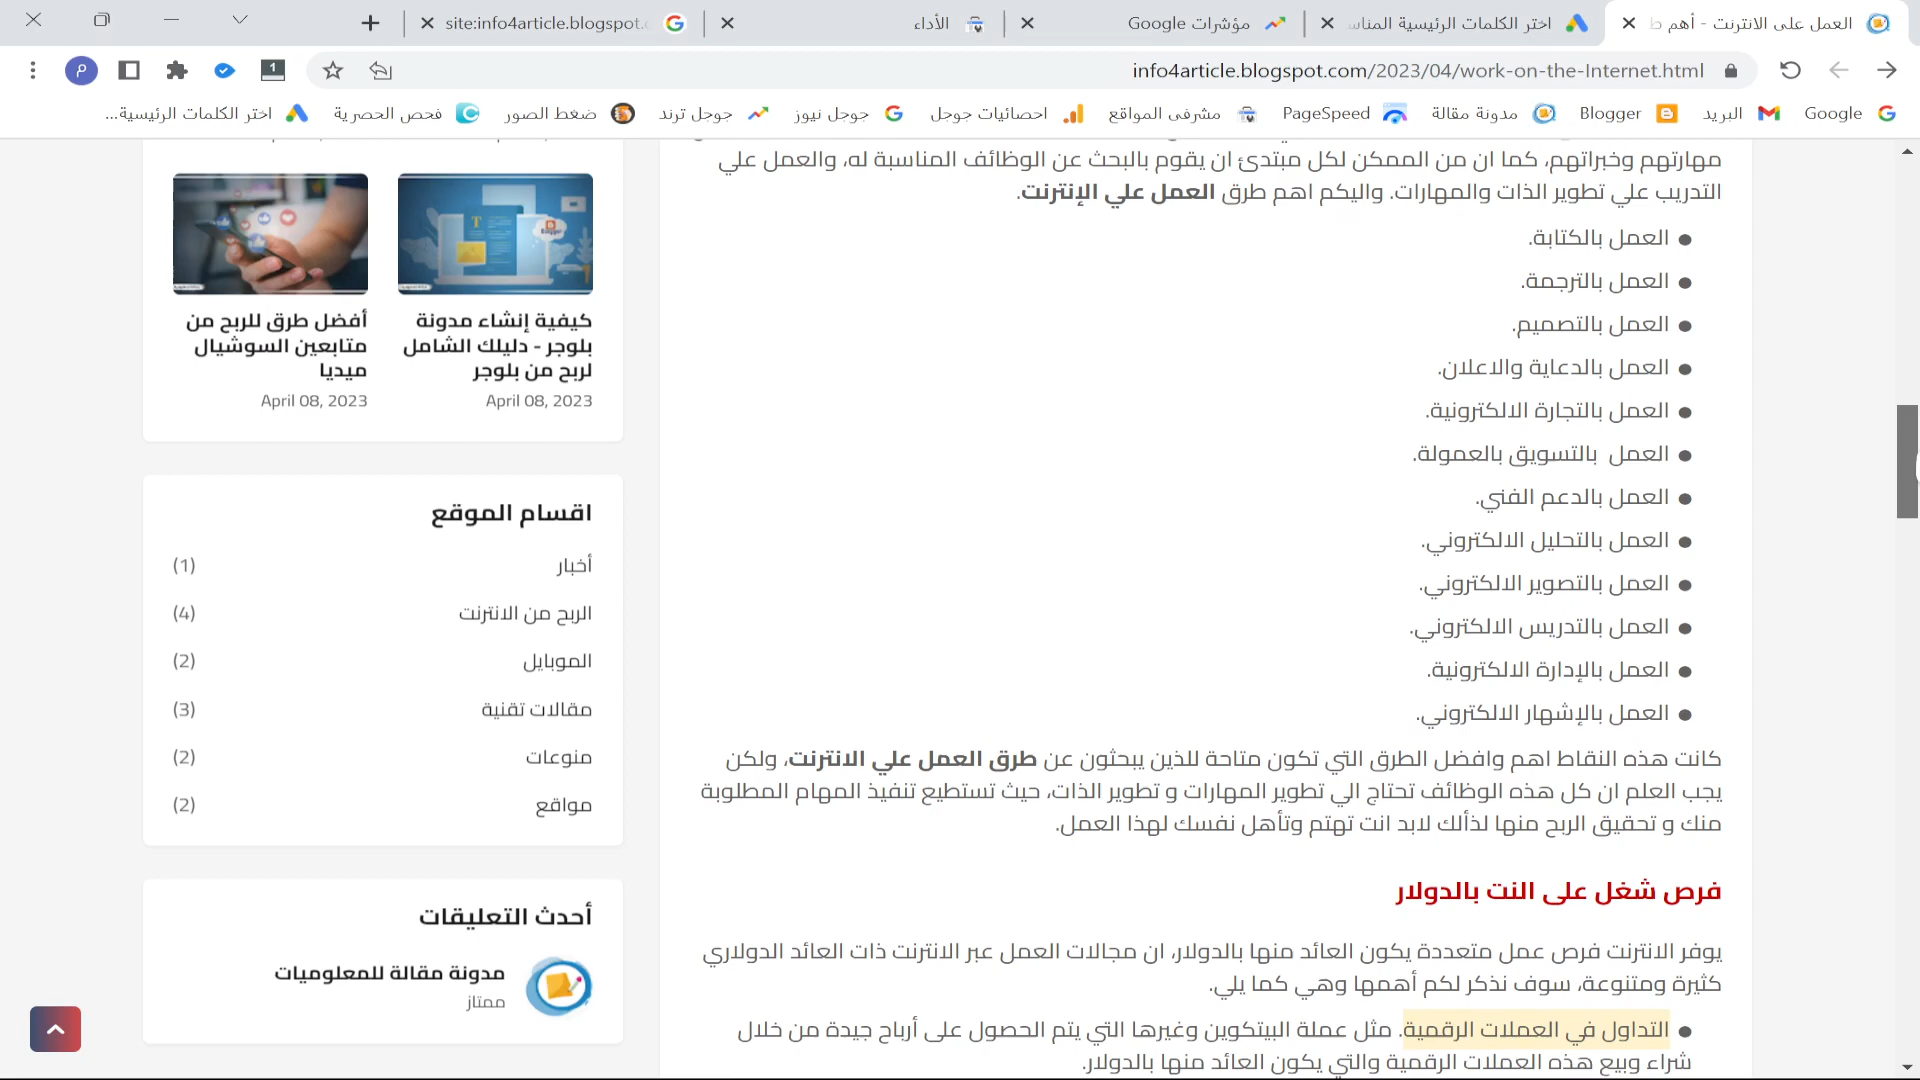 العمل على الانترنت - أهم
اختر الكلمات الرئيسية
مؤشرات Google
الأداء
site:info4article.blogspot.
info4article.blogspot.com/2023/04/work-on-the-Internet.html
1
P
Google
البريد
Blogger
مدونة مقالة
PageSpeed
مشرفى المواقع
احصائيات جوجل
جوجل نيوز
جوجل ترند
ضغط الصور
فحص الحصرية
اختر الكلمات الرئيسية...
مهارتهم وخبراتهم، كما ان من الممكن لكل مبتدئ ان يقوم بالبحث عن الوظائف المناسبة له، والعمل علي
التدريب علي تطوير الذات والمهارات. واليكم اهم طرق العمل علي الإنترنت.
العمل بالكتابة.
العمل بالترجمة.
العمل بالتصميم.
العمل بالدعاية والاعلان.
العمل بالتجارة الالكترونية.
العمل بالتسويق بالعمولة.
العمل بالدعم الفني.
العمل بالتحليل الالكتروني.
العمل بالتصوير الالكتروني.
العمل بالتدريس الالكتروني.
العمل بالإدارة الالكترونية.
العمل بالإشهار الالكتروني.
كانت هذه النقاط اهم وافضل الطرق التي تكون متاحة للذين يبحثون عن طرق العمل علي الانترنت، ولكن
يجب العلم ان كل هذه الوظائف تحتاج الي تطوير المهارات و تطوير الذات، حيث تستطيع تنفيذ المهام المطلوبة
منك و تحقيق الربح منها لذألك لابد انت تهتم وتأهل نفسك لهذا العمل.
فرص شغل على النت بالدولار
يوفر الانترنت فرص عمل متعددة يكون العائد منها بالدولار، ان مجالات العمل عبر الانترنت ذات العائد الدولاري
كثيرة ومتنوعة، سوف نذكر لكم أهمها وهي كما يلي.
التداول في العملات الرقمية. مثل عملة البيتكوين وغيرها التي يتم الحصول على أرباح جيدة من خلال
شراء وبيع هذه العملات الرقمية والتي يكون العائد منها بالدولار.
كيفية إنشاء مدونة
بلوجر - دليلك الشامل
لربح من بلوجر
April 08, 2023
أفضل طرق للربح من
متابعين السوشيال
ميديا
April 08, 2023
اقسام الموقع
أخبار (1)
الربح من الانترنت (4)
الموبايل (2)
مقالات تقنية (3)
منوعات (2)
مواقع (2)
أحدث التعليقات
مدونة مقالة للمعلوميات
ممتاز